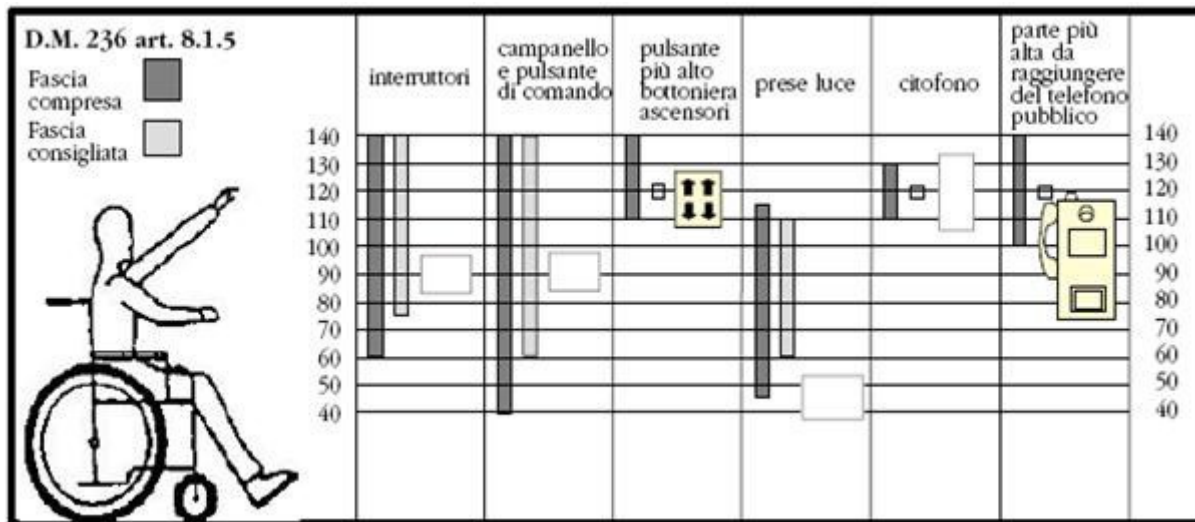 D.M. 236 art. 8.1.5
Fascia
compresa
Fascia
consigliata
interruttori
campanello
e pulsante
di comando
pulsante
più alto
bottoniera
ascensori
prese luce
citofono
parte più
alta da
raggiungere
del telefono
pubblico
140
130
120
110
100
90
80
70
60
50
40
140
130
120
110
100
90
80
70
60
50
40